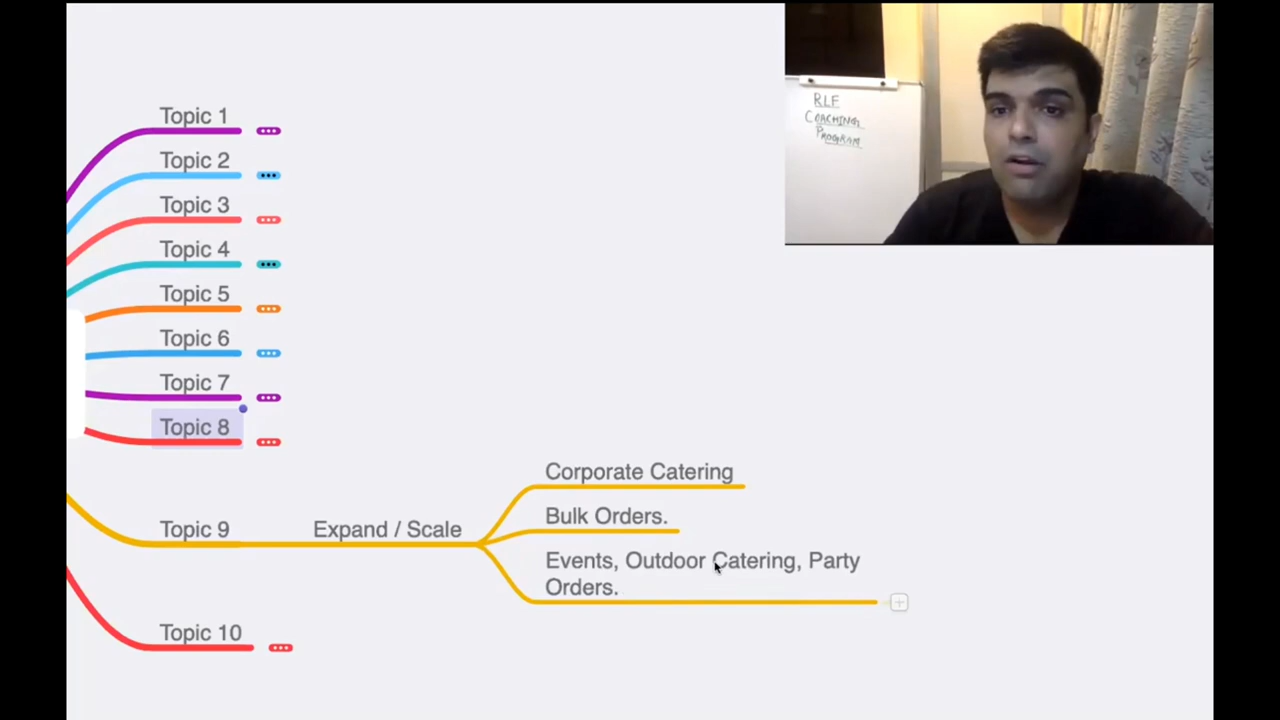 RLE
COACHING
PROGRAM
Topic 1
Topic 2
Topic 3
Topic 4
Topic 5
Topic 6
Topic 7
Topic 8
Topic 9
Expand / Scale
Corporate Catering
Bulk Orders.
Events, Outdoor Catering, Party
Orders.
Topic 10